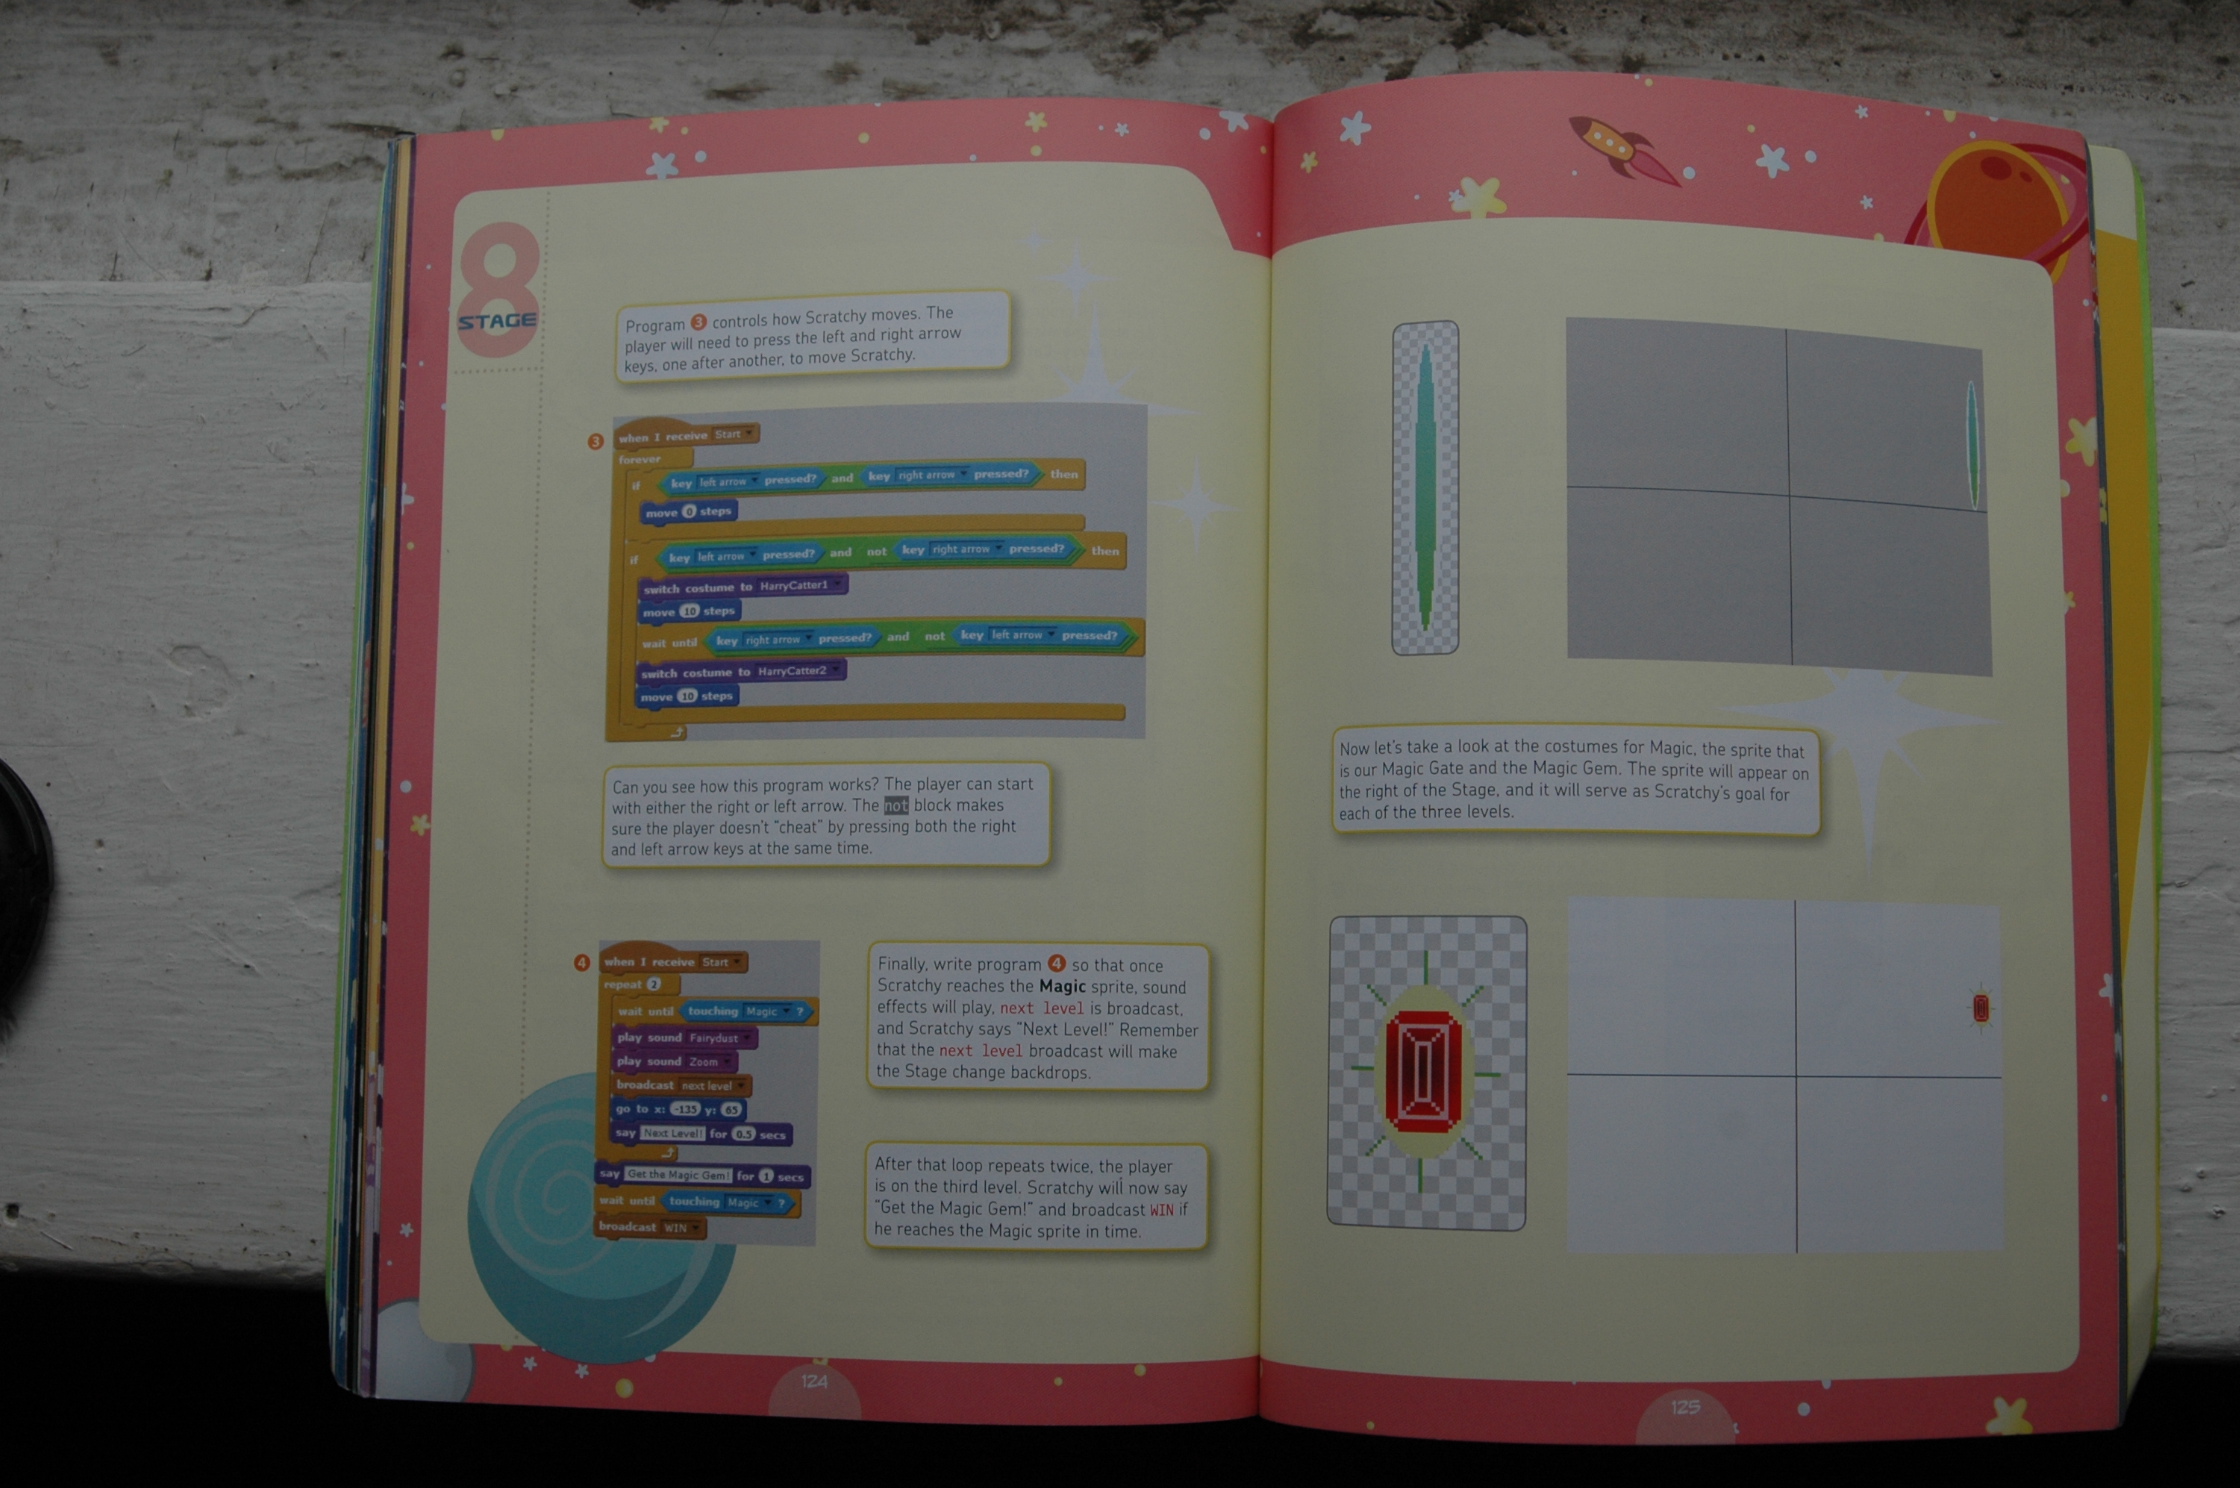 STAGE
8
Program 3 controls how Scratchy moves. The
player will need to press the left and right arrow
keys, one after another, to move Scratchy.
3
when I receive Start
forever
if key left arrow pressed? and key right arrow pressed? then
move 0 steps
if key left arrow pressed? and not key right arrow pressed? then
switch costume to HarryCatter1
move 10 steps
wait until key right arrow pressed? and not key left arrow pressed?
switch costume to HarryCatter2
move 10 steps
Can you see how this program works? The player can start
with either the right or left arrow. The not block makes
sure the player doesn't "cheat" by pressing both the right
and left arrow keys at the same time.
4
when I receive Start
repeat 2
wait until touching Magic ?
play sound Fairydust
play sound Zoom
broadcast next level
go to x: -135 y: 65
say Next Level! for 0.5 secs
say Get the Magic Gem! for 1 secs
wait until touching Magic ?
broadcast WIN
Finally, write program 4 so that once
Scratchy reaches the Magic sprite, sound
effects will play, next level is broadcast,
and Scratchy says "Next Level!" Remember
that the next level broadcast will make
the Stage change backdrops.
After that loop repeats twice, the player
is on the third level. Scratchy will now say
"Get the Magic Gem!" and broadcast WIN if
he reaches the Magic sprite in time.
124
Now let's take a look at the costumes for Magic, the sprite that
is our Magic Gate and the Magic Gem. The sprite will appear on
the right of the Stage, and it will serve as Scratchy's goal for
each of the three levels.
125